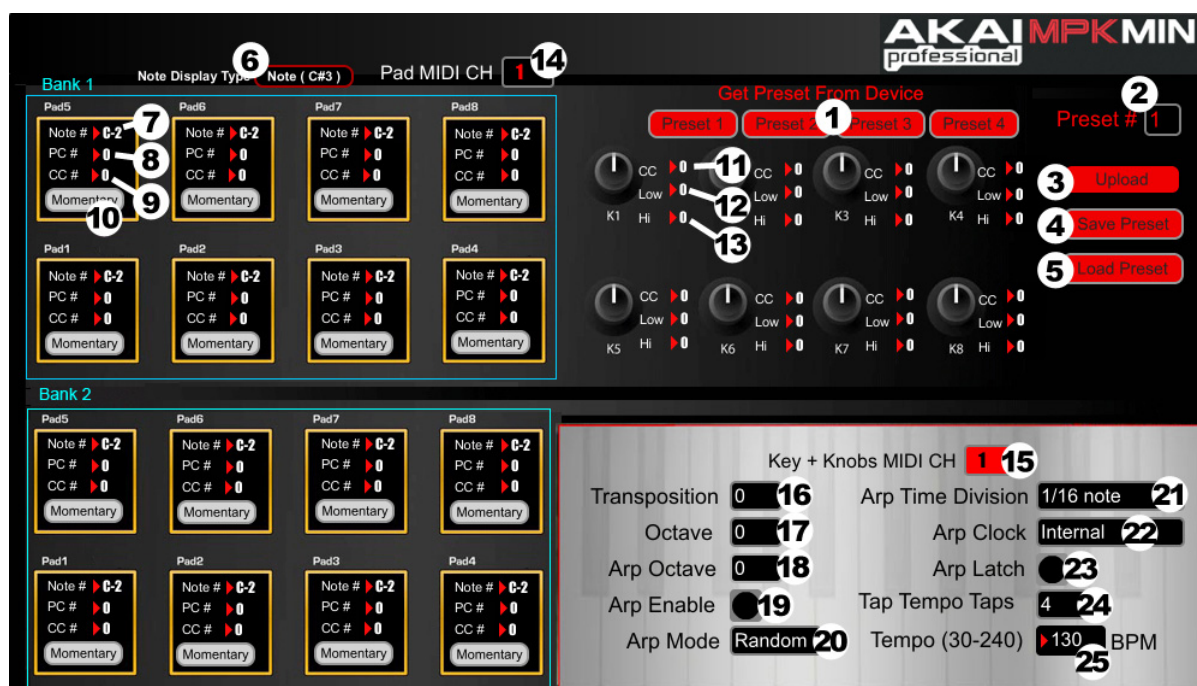 AKAI MPKMIN
professional
6
14
Note Display Type Note ( C#3 ) Pad MIDI CH 1
Bank 1
Pad5 Pad6 Pad7 Pad8
Note # C-2 7 Note # C-2 Note # C-2 Note # C-2
PC # 0 8 PC # 0 PC # 0 PC # 0
CC # 0 9 CC # 0 CC # 0 CC # 0
Momentary 10 Momentary Momentary Momentary
Pad1 Pad2 Pad3 Pad4
Note # C-2 Note # C-2 Note # C-2 Note # C-2
PC # 0 PC # 0 PC # 0 PC # 0
CC # 0 CC # 0 CC # 0 CC # 0
Momentary Momentary Momentary Momentary
Get Preset From Device
Preset 1 Preset 2 1 Preset 3 Preset 4
CC 0 11 CC 0 CC 0 CC 0
Low 0 12 Low 0 Low 0 Low 0
K1 Hi 0 13 Hi 0 K3 Hi 0 K4 Hi 0
CC 0 CC 0 CC 0 CC 0
Low 0 Low 0 Low 0 Low 0
K5 Hi 0 K6 Hi 0 K7 Hi 0 K8 Hi 0
2
Preset # 1
3 Upload
4 Save Preset
5 Load Preset
Bank 2
Pad5 Pad6 Pad7 Pad8
Note # C-2 Note # C-2 Note # C-2 Note # C-2
PC # 0 PC # 0 PC # 0 PC # 0
CC # 0 CC # 0 CC # 0 CC # 0
Momentary Momentary Momentary Momentary
Pad1 Pad2 Pad3 Pad4
Note # C-2 Note # C-2 Note # C-2 Note # C-2
PC # 0 PC # 0 PC # 0 PC # 0
CC # 0 CC # 0 CC # 0 CC # 0
Momentary Momentary Momentary Momentary
Key + Knobs MIDI CH 1 15
Transposition 0 16 Arp Time Division 1/16 note 21
Octave 0 17 Arp Clock Internal 22
Arp Octave 0 18 Arp Latch 23
Arp Enable 19 Tap Tempo Taps 4 24
Arp Mode Random 20 Tempo (30-240) 130 BPM
25